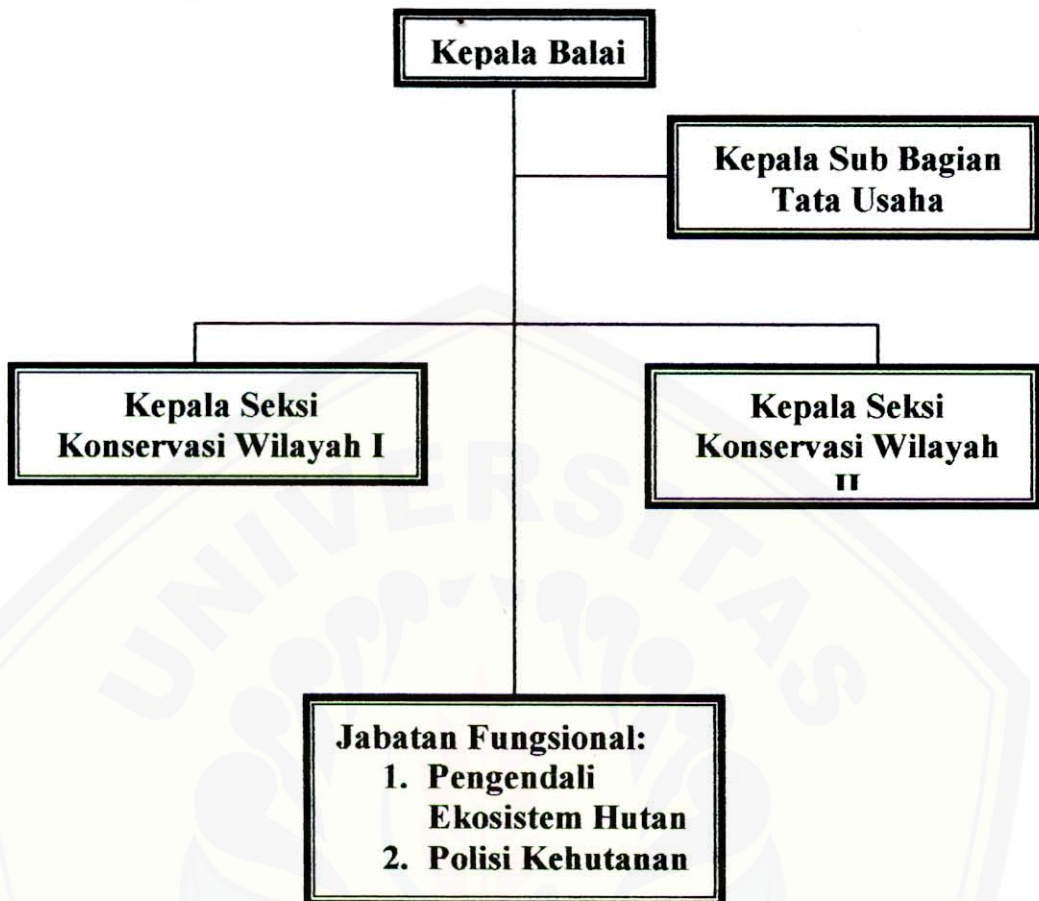 Kepala Balai
Kepala Sub Bagian
Tata Usaha
Kepala Seksi
Konservasi Wilayah I
Kepala Seksi
Konservasi Wilayah
II
UNIVERSITAS
Jabatan Fungsional:
1. Pengendali
Ekosistem Hutan
2. Polisi Kehutanan